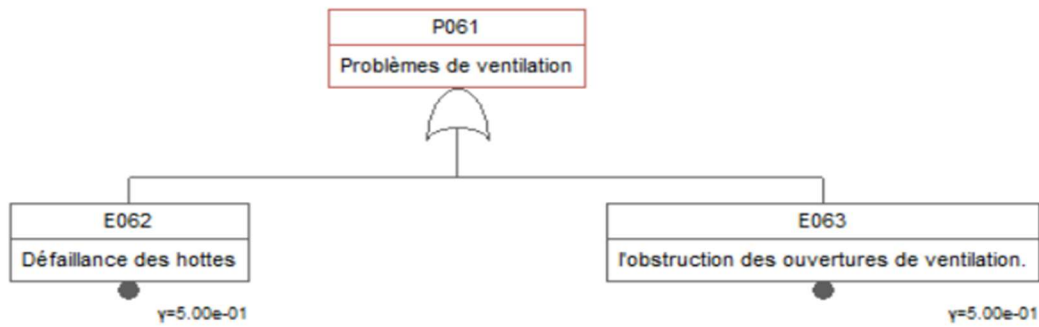 P061
Problèmes de ventilation
E062
Défaillance des hottes
γ=5.00e-01
E063
l'obstruction des ouvertures de ventilation.
γ=5.00e-01